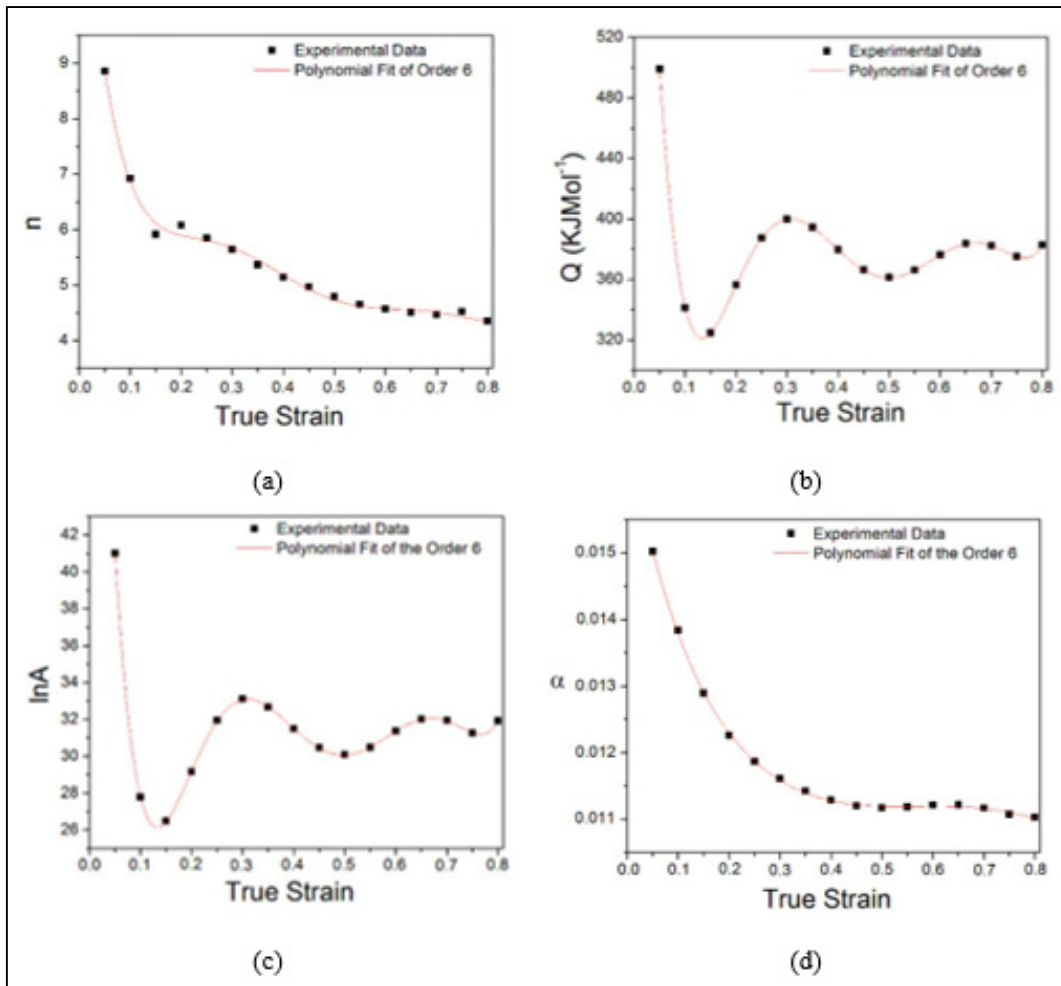 Experimental Data
Polynomial Fit of Order 6
9
8
7
6
5
4
n
0.0 0.1 0.2 0.3 0.4 0.5 0.6 0.7 0.8
True Strain
(a)
Experimental Data
Polynomial Fit of Order 6
520
480
440
400
360
320
Q (KJMol⁻¹)
0.0 0.1 0.2 0.3 0.4 0.5 0.6 0.7 0.8
True Strain
(b)
Experimental Data
Polynomial Fit of the Order 6
42
40
38
36
34
32
30
28
26
lnA
0.0 0.1 0.2 0.3 0.4 0.5 0.6 0.7 0.8
True Strain
(c)
Experimental Data
Polynomial Fit of the Order 6
0.015
0.014
0.013
0.012
0.011
α
0.0 0.1 0.2 0.3 0.4 0.5 0.6 0.7 0.8
True Strain
(d)